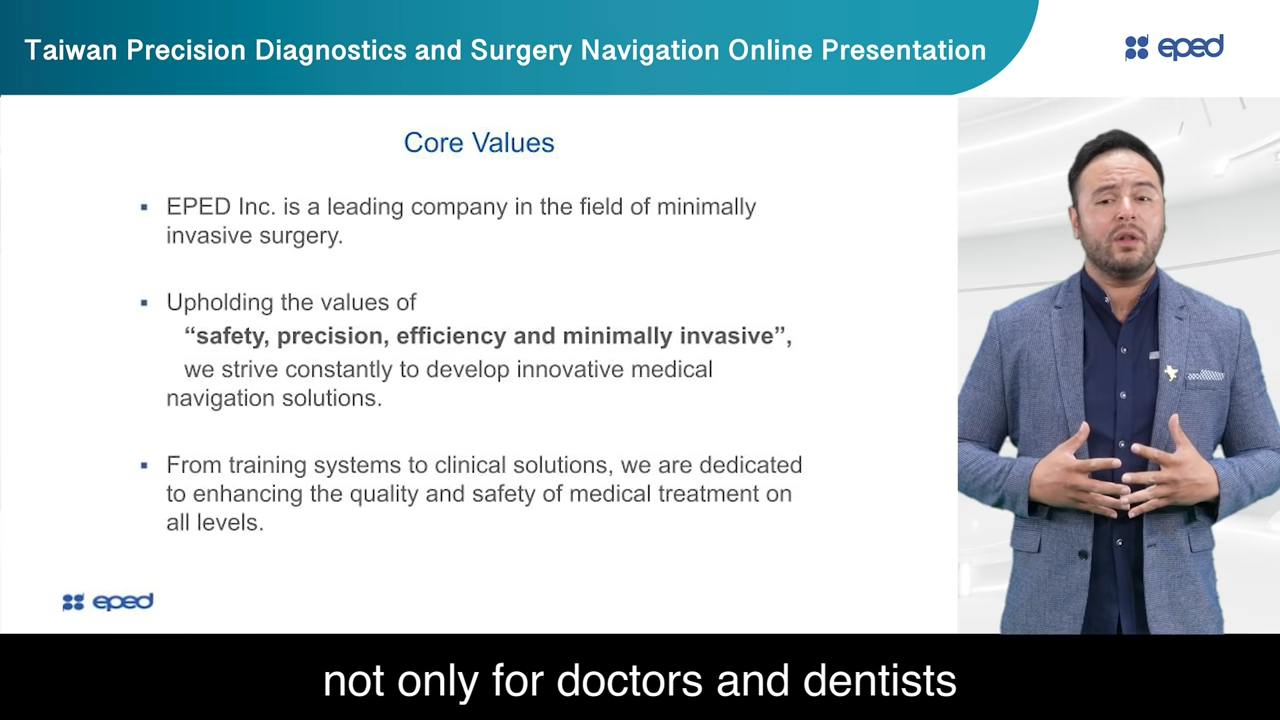 Taiwan Precision Diagnostics and Surgery Navigation Online Presentation
eped
Core Values
▪ EPED Inc. is a leading company in the field of minimally
invasive surgery.
▪ Upholding the values of
“safety, precision, efficiency and minimally invasive”,
we strive constantly to develop innovative medical
navigation solutions.
▪ From training systems to clinical solutions, we are dedicated
to enhancing the quality and safety of medical treatment on
all levels.
eped
not only for doctors and dentists